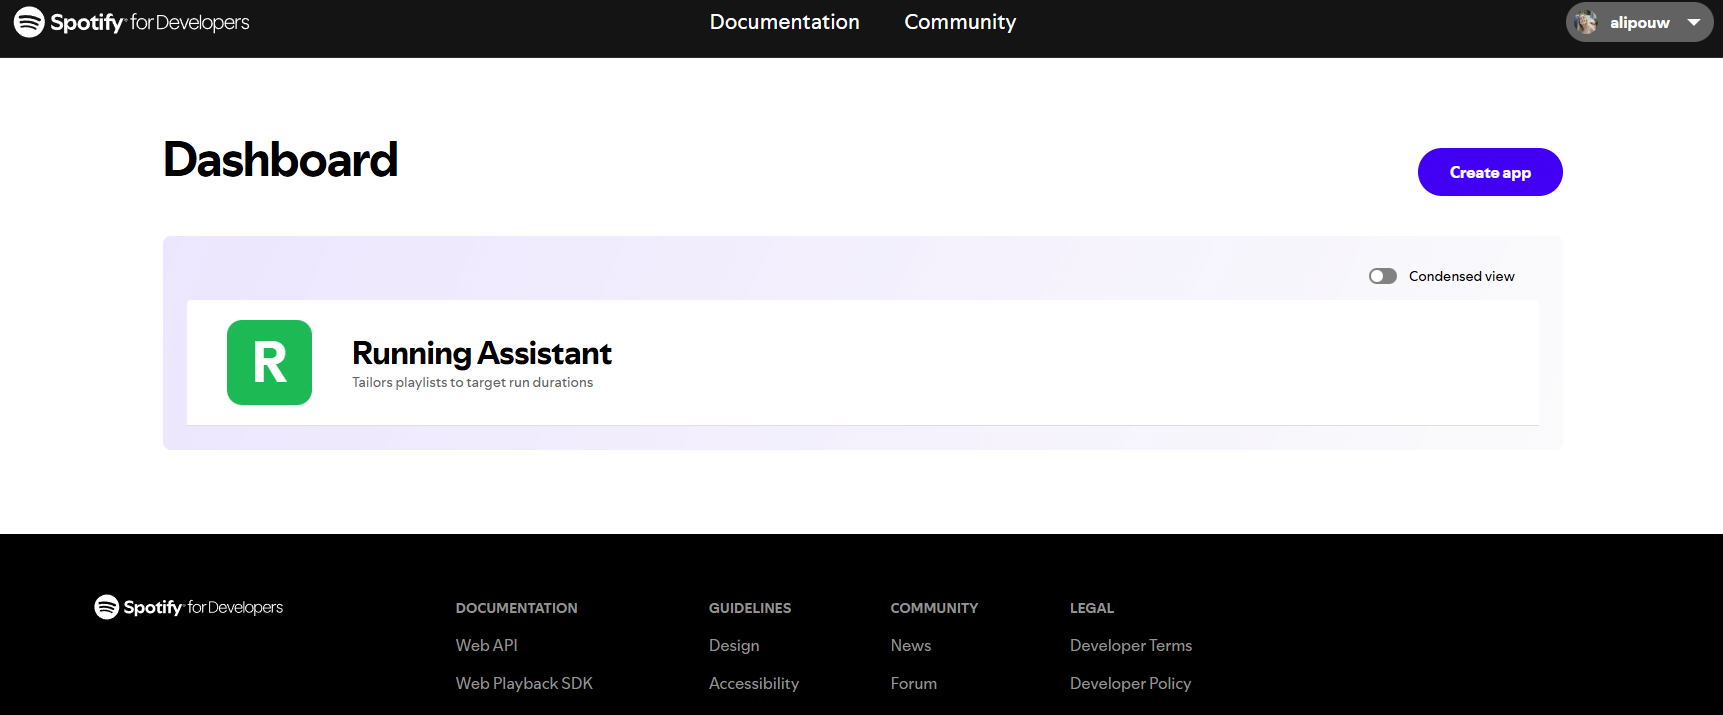 Spotify for Developers
Documentation Community
alipouw
Dashboard
Create app
Condensed view
R
Running Assistant
Tailors playlists to target run durations
Spotify for Developers
DOCUMENTATION GUIDELINES COMMUNITY LEGAL
Web API Design News Developer Terms
Web Playback SDK Accessibility Forum Developer Policy